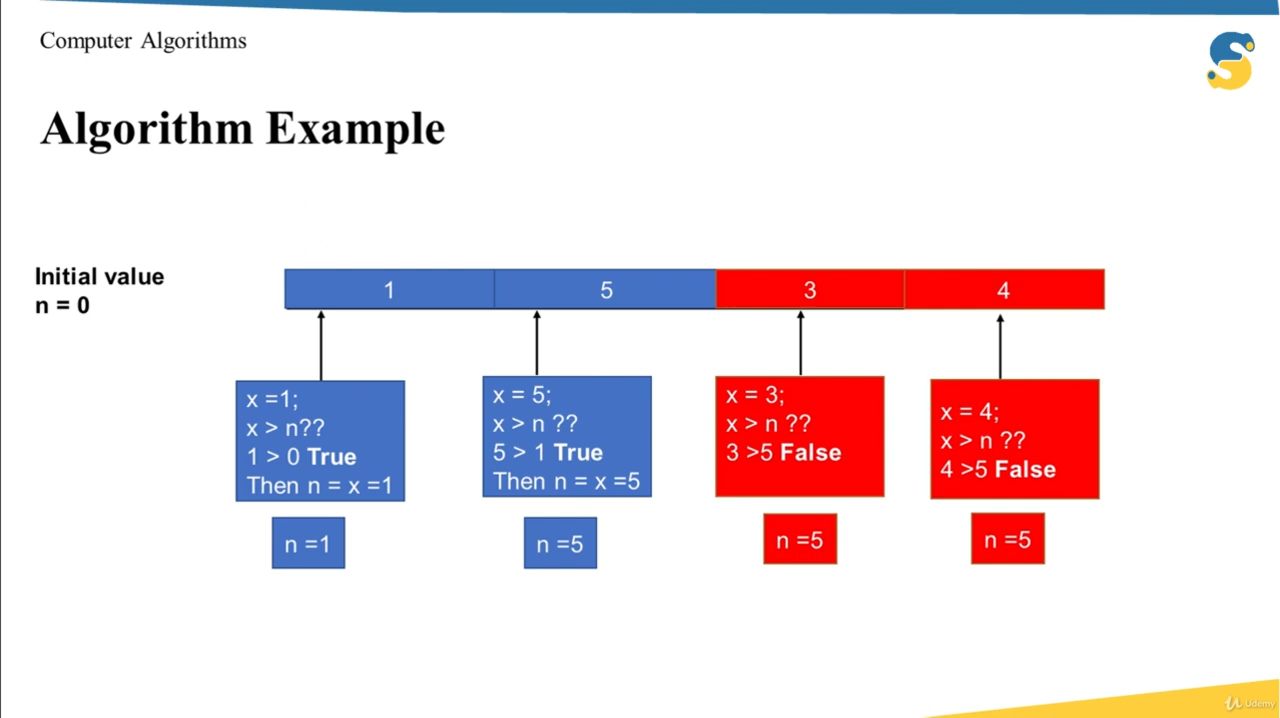 Computer Algorithms
Algorithm Example
Initial value
n = 0
1 5 3 4
x =1;
x > n??
1 > 0 True
Then n = x =1
n =1
x = 5;
x > n ??
5 > 1 True
Then n = x =5
n =5
x = 3;
x > n ??
3 >5 False
n =5
x = 4;
x > n ??
4 >5 False
n =5
Udemy